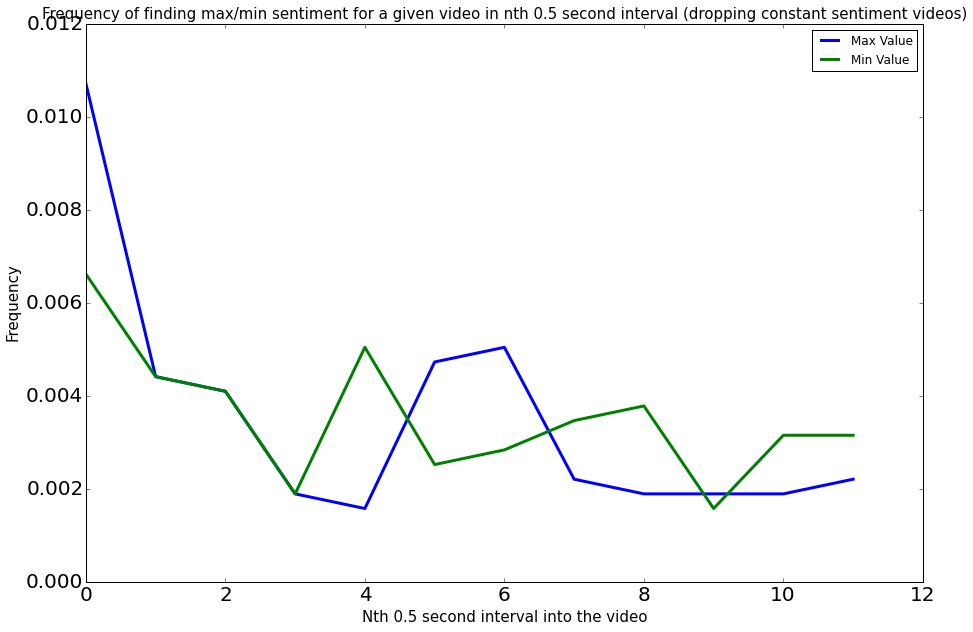 Frequency of finding max/min sentiment for a given video in nth 0.5 second interval (dropping constant sentiment videos)
0.012
Max Value
Min Value
0.010
0.008
0.006
Frequency
0.004
0.002
0.000
0 2 4 6 8 10 12
Nth 0.5 second interval into the video